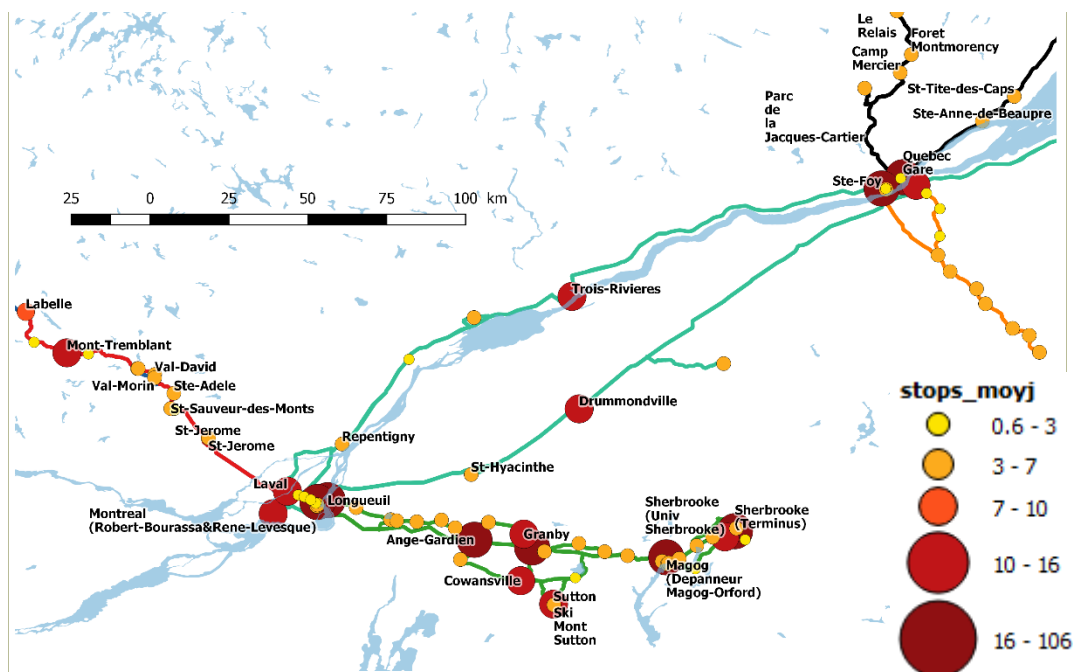 Le
Relais
Foret
Montmorency
Camp
Mercier
St-Tite-des-Caps
Parc
de
la
Jacques-Cartier
Ste-Anne-de-Beaupre
Quebec
Gare
Ste-Foy
25 0 25 50 75 100 km
Trois-Rivieres
Labelle
Mont-Tremblant
Val-David
Val-Morin
Ste-Adele
St-Sauveur-des-Monts
St-Jerome
St-Jerome
Drummondville
Repentigny
St-Hyacinthe
Laval
Longueuil
Montreal
(Robert-Bourassa&Rene-Levesque)
Sherbrooke
(Univ
Sherbrooke)
Sherbrooke
(Terminus)
Ange-Gardien
Granby
Magog
(Depanneur
Magog-Orford)
Cowansville
Sutton
Ski
Mont
Sutton
stops_moyj
0.6 - 3
3 - 7
7 - 10
10 - 16
16 - 106